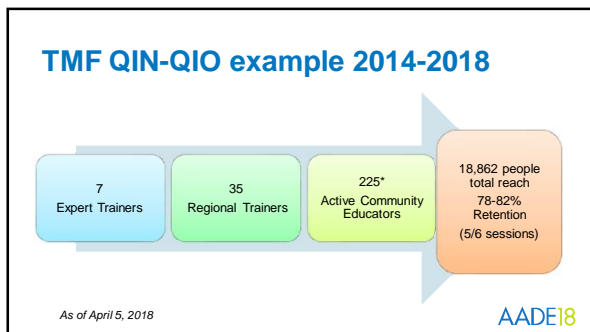 TMF QIN-QIO example 2014-2018
7
Expert Trainers
35
Regional Trainers
225*
Active Community
Educators
18,862 people
total reach
78-82%
Retention
(5/6 sessions)
As of April 5, 2018
AADE18